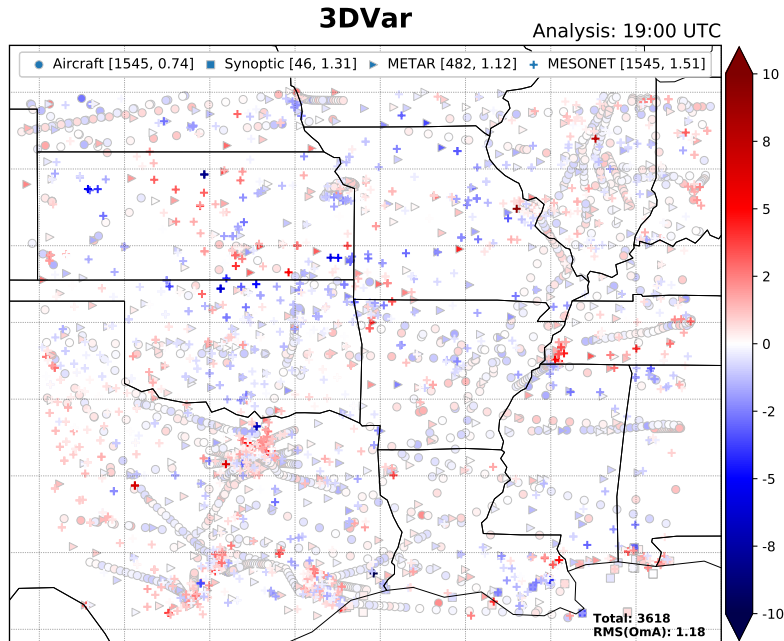 3DVar
Analysis: 19:00 UTC
Aircraft [1545, 0.74] Synoptic [46, 1.31] METAR [482, 1.12] MESONET [1545, 1.51]
10
8
5
2
0
-2
-5
-8
-10
Total: 3618
RMS(OmA): 1.18